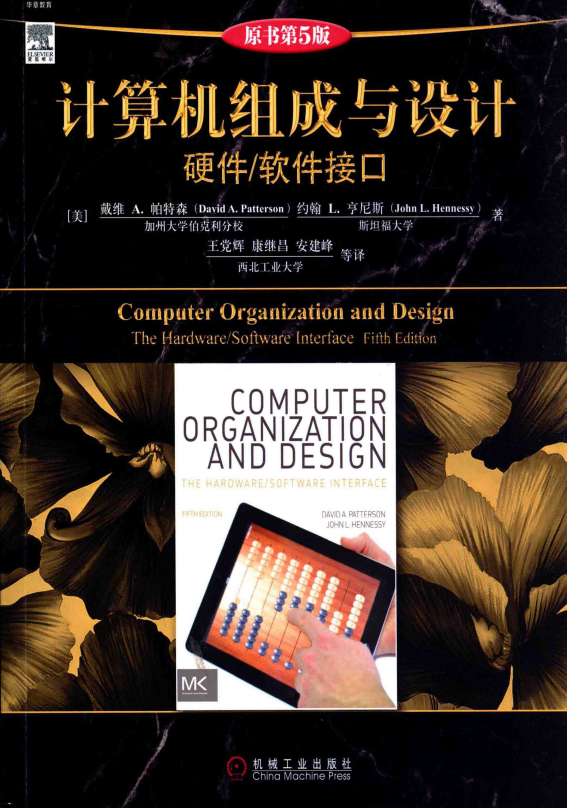 华章教育
ELSEVIER
爱思唯尔
原书第5版
计算机组成与设计
硬件/软件接口
[美] 戴维 A. 帕特森 (David A. Patterson) 约翰 L. 亨尼斯 (John L. Hennessy) 著
加州大学伯克利分校 斯坦福大学
王党辉 康继昌 安建峰 等译
西北工业大学
Computer Organization and Design
The Hardware/Software Interface Fifth Edition
COMPUTER
ORGANIZATION
AND DESIGN
THE HARDWARE/SOFTWARE INTERFACE
FIFTH EDITION
DAVID A. PATTERSON
JOHN L. HENNESSY
MK
机械工业出版社
China Machine Press